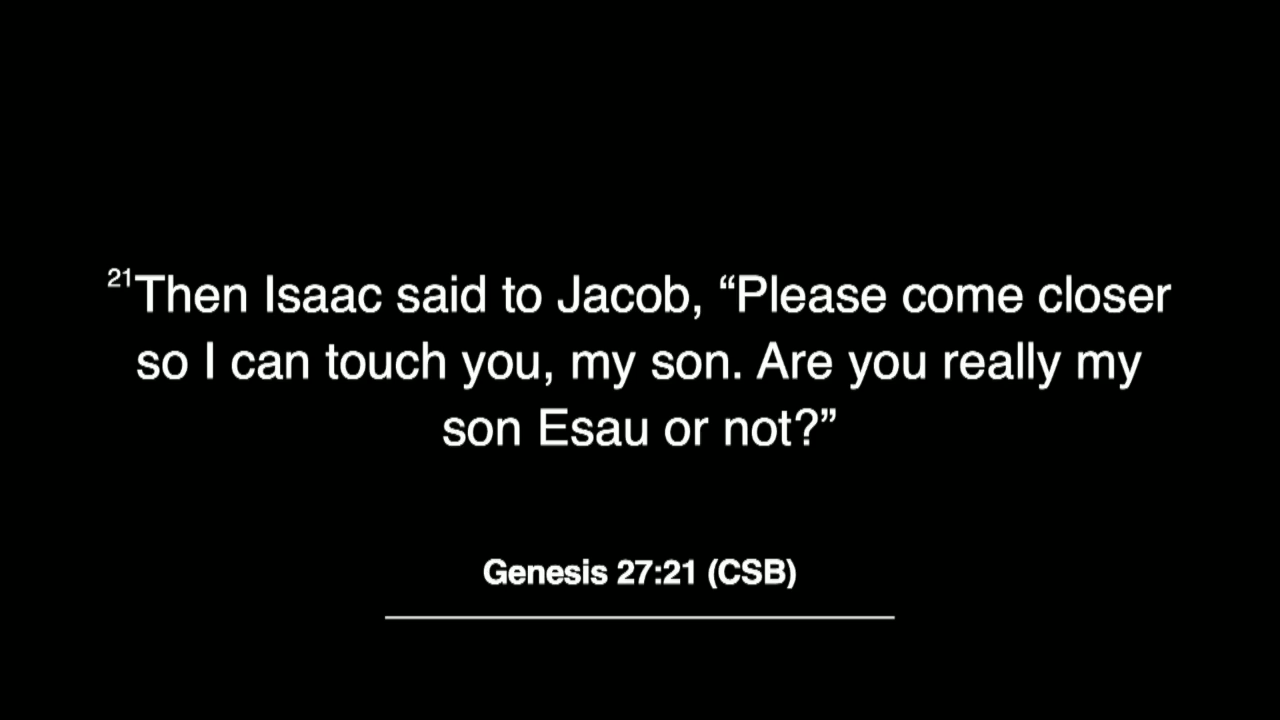 21Then Isaac said to Jacob, “Please come closer
so I can touch you, my son. Are you really my
son Esau or not?”
Genesis 27:21 (CSB)